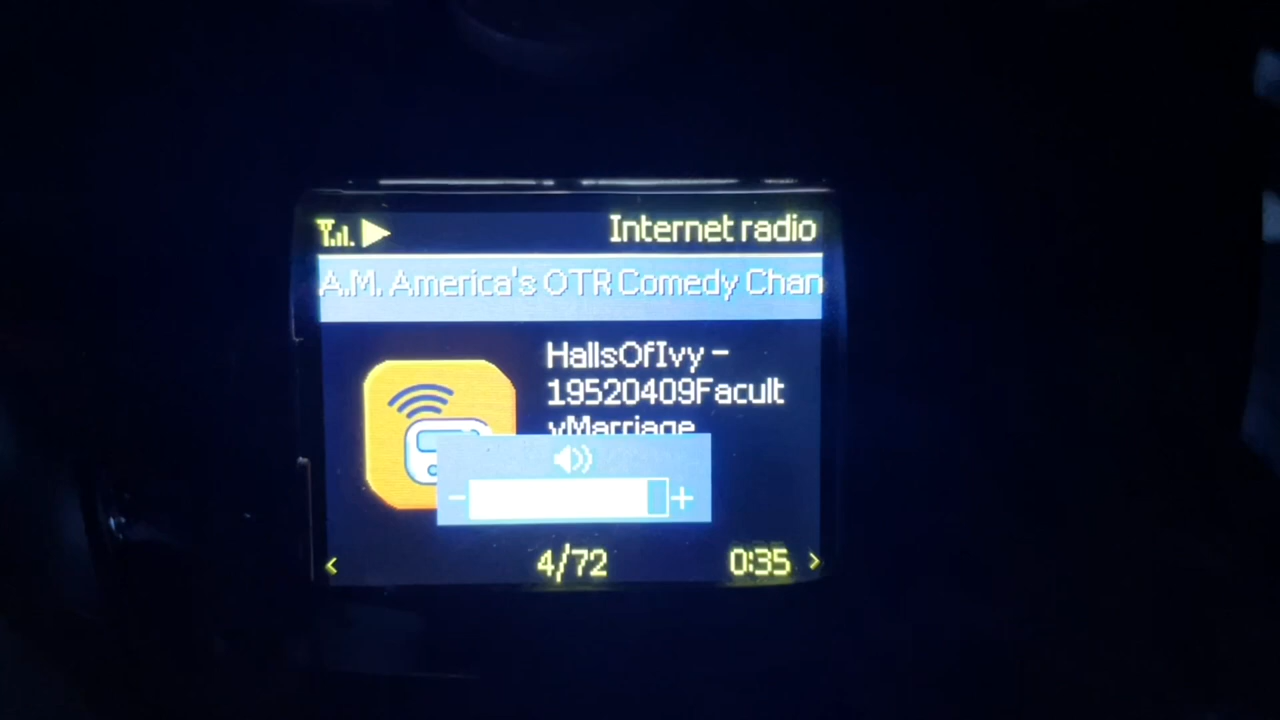 Internet radio
A.M. America's OTR Comedy Chan
HallsOfIvy -
19520409Facult
yMarriage
- +
< 4/72 0:35 >